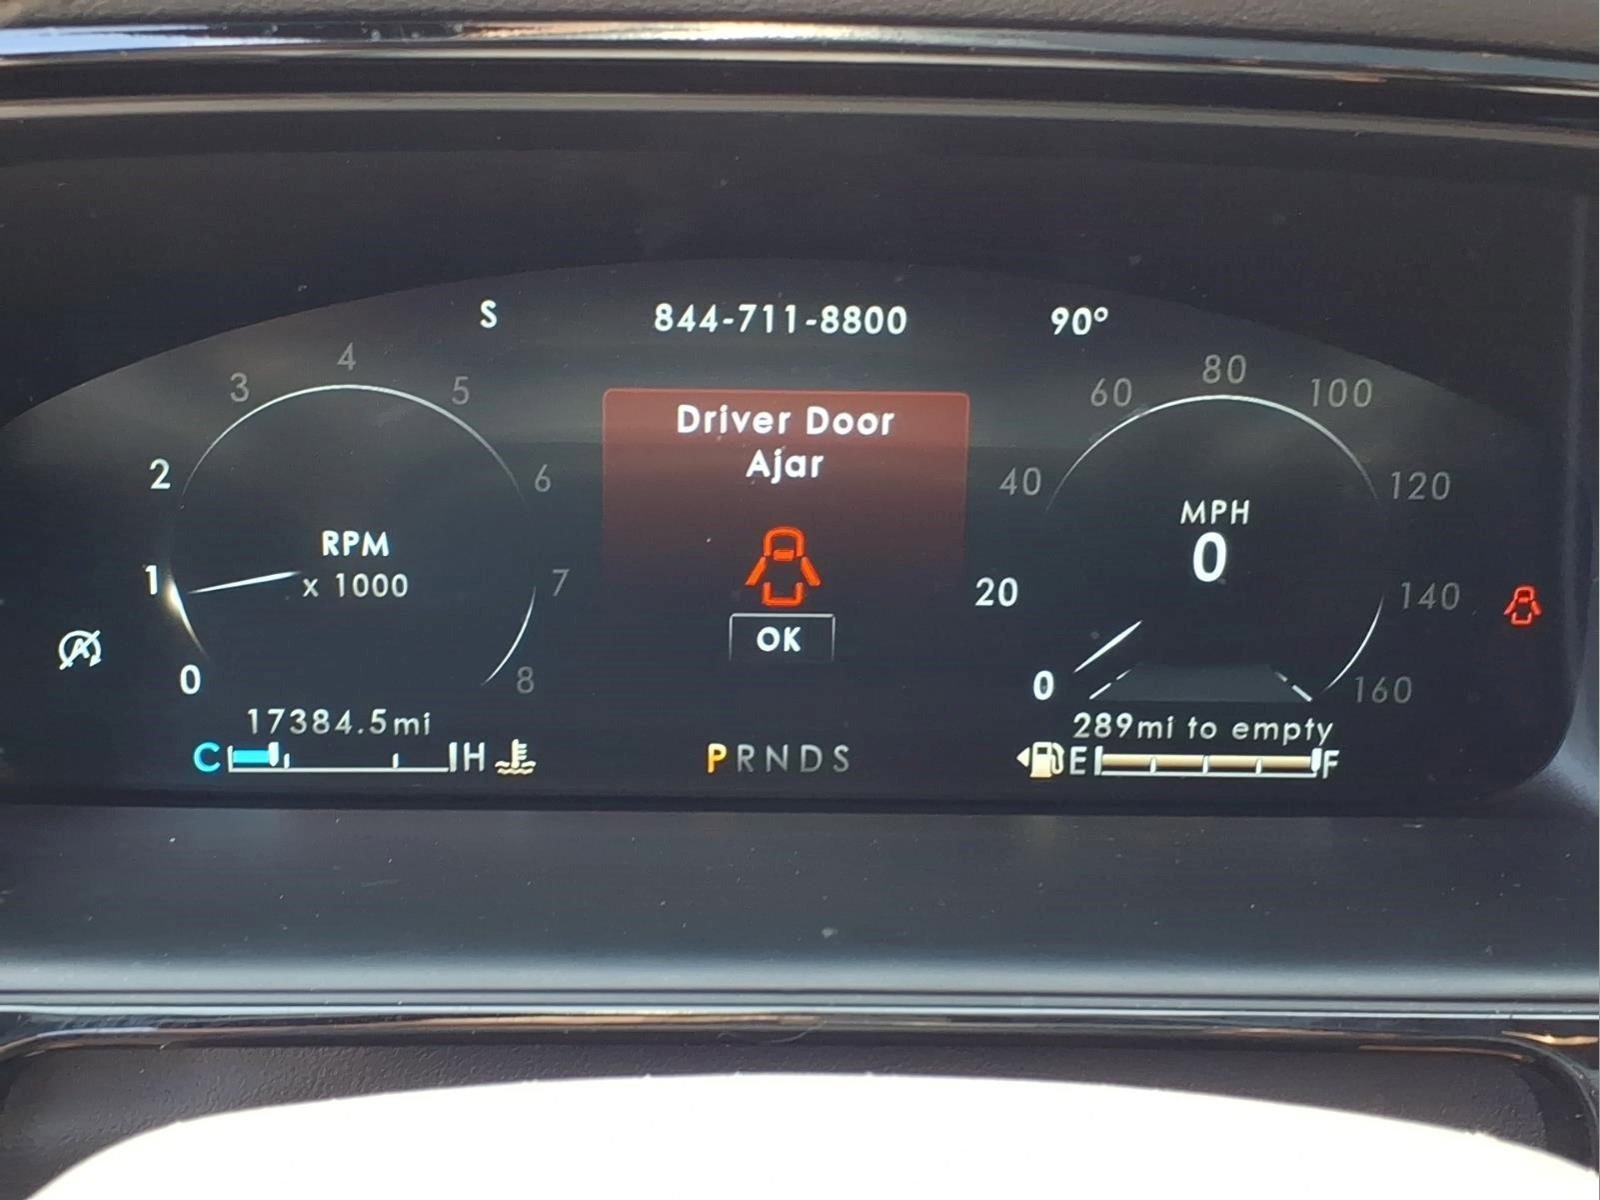 S 844-711-8800 90°
Driver Door
Ajar
OK
0 1 2 3 4 5 6 7 8
RPM
x 1000
0 20 40 60 80 100 120 140 160
MPH
0
17384.5mi
C H
P R N D S
289mi to empty
E F
A